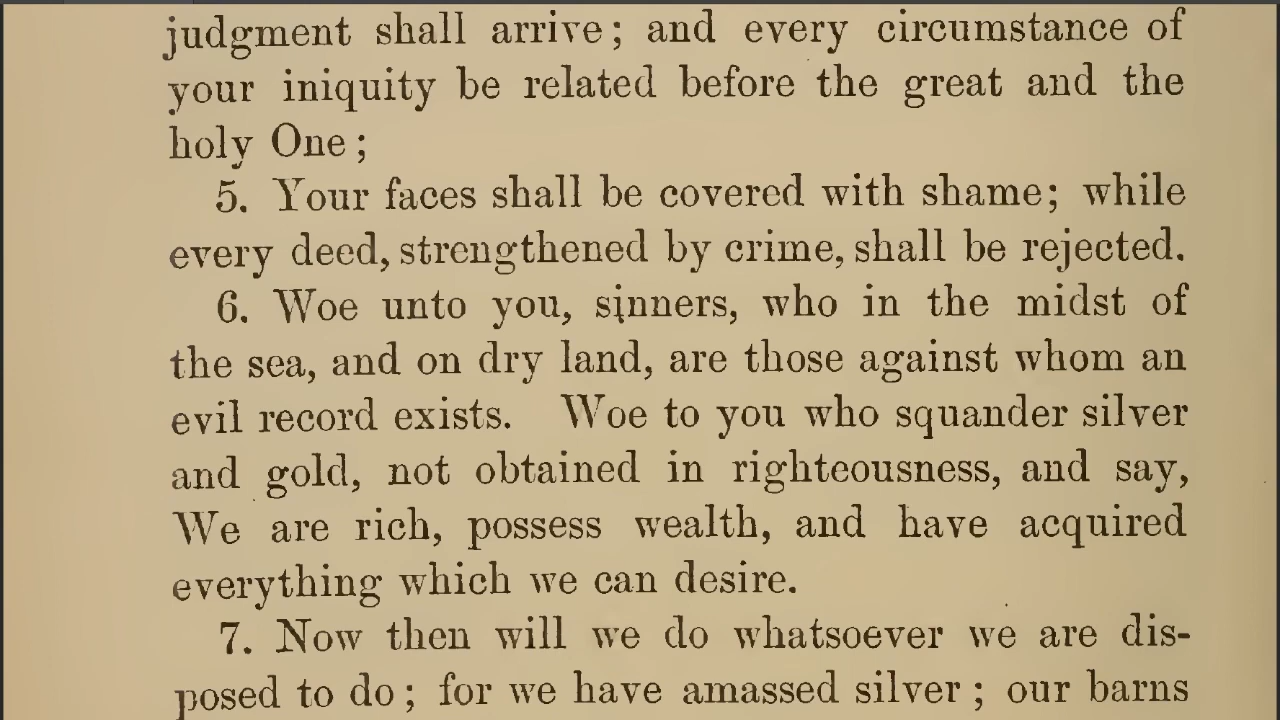 judgment shall arrive; and every circumstance of
your iniquity be related before the great and the
holy One;
5. Your faces shall be covered with shame; while
every deed, strengthened by crime, shall be rejected.
6. Woe unto you, sinners, who in the midst of
the sea, and on dry land, are those against whom an
evil record exists. Woe to you who squander silver
and gold, not obtained in righteousness, and say,
We are rich, possess wealth, and have acquired
everything which we can desire.
7. Now then will we do whatsoever we are dis-
posed to do; for we have amassed silver; our barns